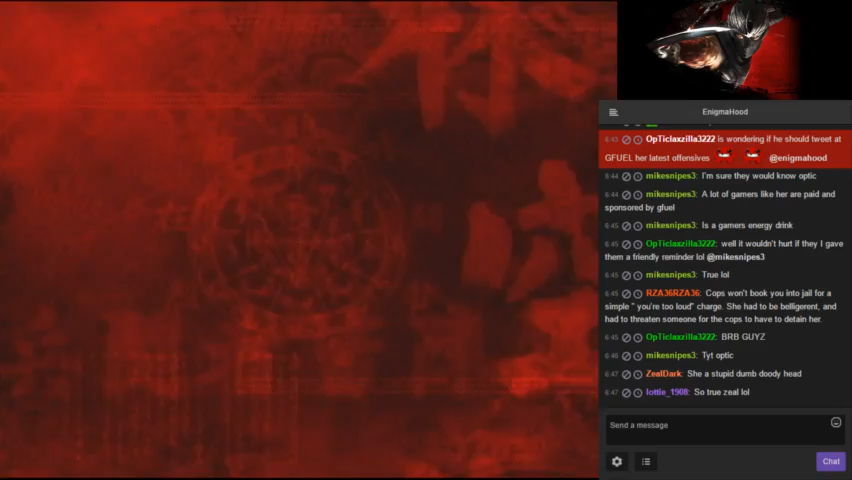 EnigmaHood
6:43 OpTiclaxzilla3222 is wondering if he should tweet at
GFUEL her latest offensives @enigmahood
6:44 mikesnipes3: I'm sure they would know optic
6:44 mikesnipes3: A lot of gamers like her are paid and
sponsored by gfuel
6:45 mikesnipes3: Is a gamers energy drink
6:45 OpTiclaxzilla3222: well it wouldn't hurt if they I gave
them a friendly reminder lol @mikesnipes3
6:45 mikesnipes3: True lol
6:45 RZA36RZA36: Cops won't book you into jail for a
simple " you're too loud" charge. She had to be belligerent, and
had to threaten someone for the cops to have to detain her.
6:45 OpTiclaxzilla3222: BRB GUYZ
6:46 mikesnipes3: Tyt optic
6:47 ZealDark: She a stupid dumb doody head
6:47 lottie_1908: So true zeal lol
Send a message
Chat